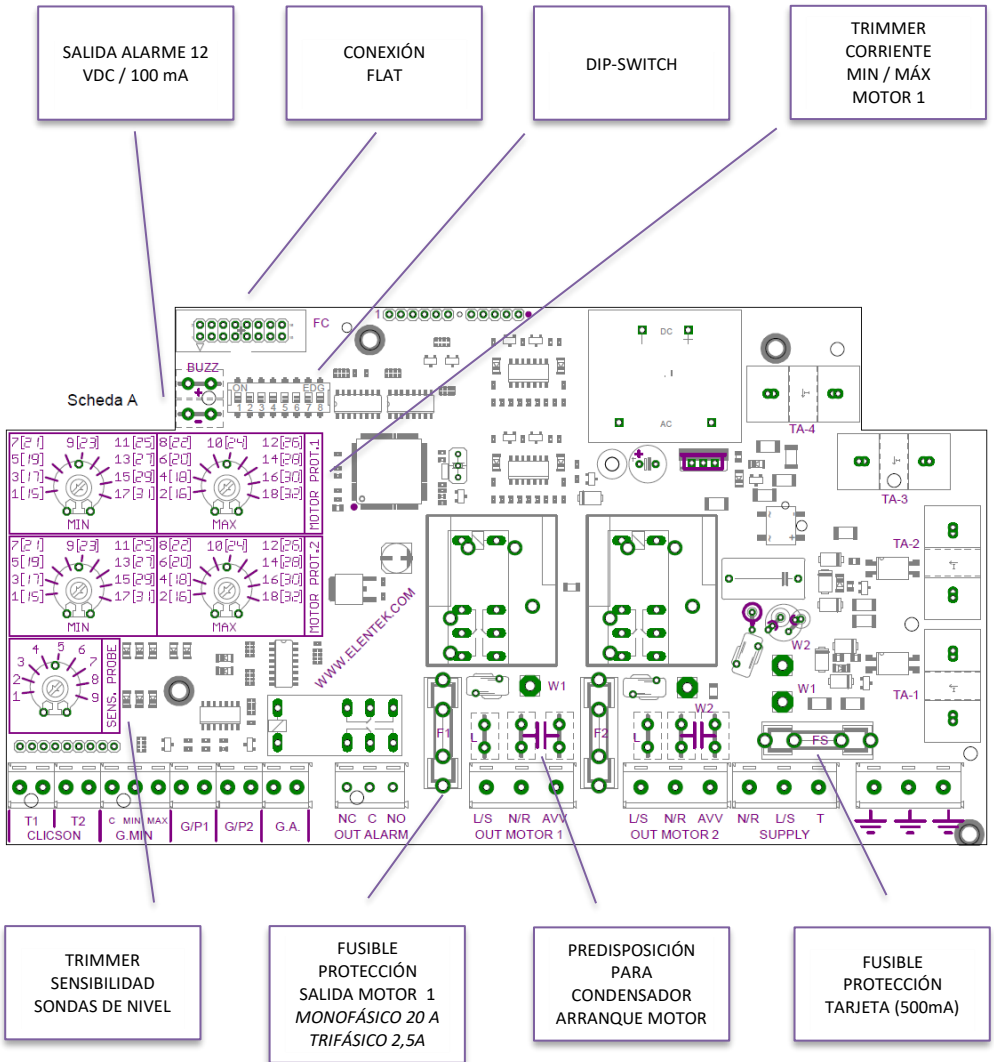 SALIDA ALARME 12
VDC / 100 mA
CONEXIÓN
FLAT
DIP-SWITCH
TRIMMER
CORRIENTE
MIN / MÁX
MOTOR 1
FC
1
BUZZ
+
-
Scheda A
ON EDG
1 2 3 4 5 6 7 8
DC
AC
TA-4
TA-3
TA-2
TA-1
7[21] 9[23] 11[25] 8[22] 10[24] 12[26]
5[19] 13[27] 6[20] 14[28]
3[17] 15[29] 4[18] 16[30]
1[15] 17[31] 2[16] 18[32]
MIN MAX
MOTOR PROT.1
7[21] 9[23] 11[25] 8[22] 10[24] 12[26]
5[19] 13[27] 6[20] 14[28]
3[17] 15[29] 4[18] 16[30]
1[15] 17[31] 2[16] 18[32]
MIN MAX
MOTOR PROT.2
1 2 3 4 5 6 7 8 9
SENS. PROBE
WWW.ELENTEK.COM
F1
W1
L
F2
W2
L
W2
W1
FS
T1 T2 C MIN MAX G/P1 G/P2 G.A.
CLICSON G.MIN
NC C NO
OUT ALARM
L/S N/R AVV
OUT MOTOR 1
L/S N/R AVV
OUT MOTOR 2
N/R L/S T
SUPPLY
TRIMMER
SENSIBILIDAD
SONDAS DE NIVEL
FUSIBLE
PROTECCIÓN
SALIDA MOTOR 1
MONOFÁSICO 20 A
TRIFÁSICO 2,5A
PREDISPOSICIÓN
PARA
CONDENSADOR
ARRANQUE MOTOR
FUSIBLE
PROTECCIÓN
TARJETA (500mA)